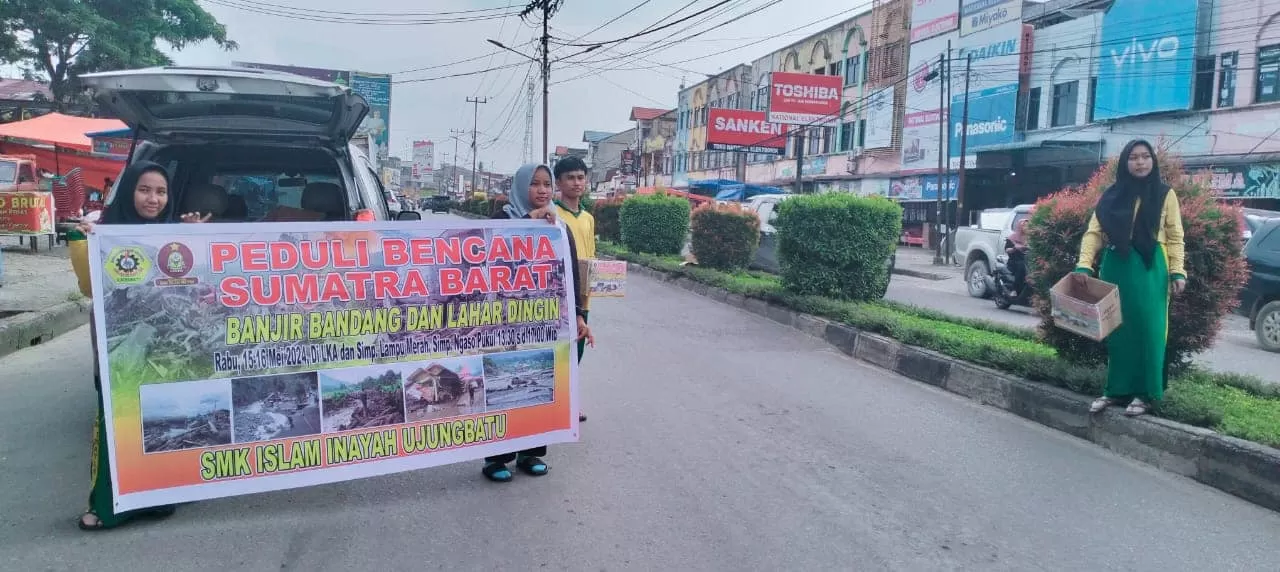 PEDULI BENCANA
SUMATRA BARAT
BANJIR BANDANG DAN LAHAR DINGIN
Rabu, 15-16 Mei 2024, Di LKA dan Simp. Lampu Merah, Simp. Ngaso Pukul 13:30 s d 17:00 Wib
SMK ISLAM INAYAH UJUNGBATU
TOSHIBA
SANKEN
NATIONAL ELEKTRONIK
Miyako
DAIKIN
Panasonic
vivo